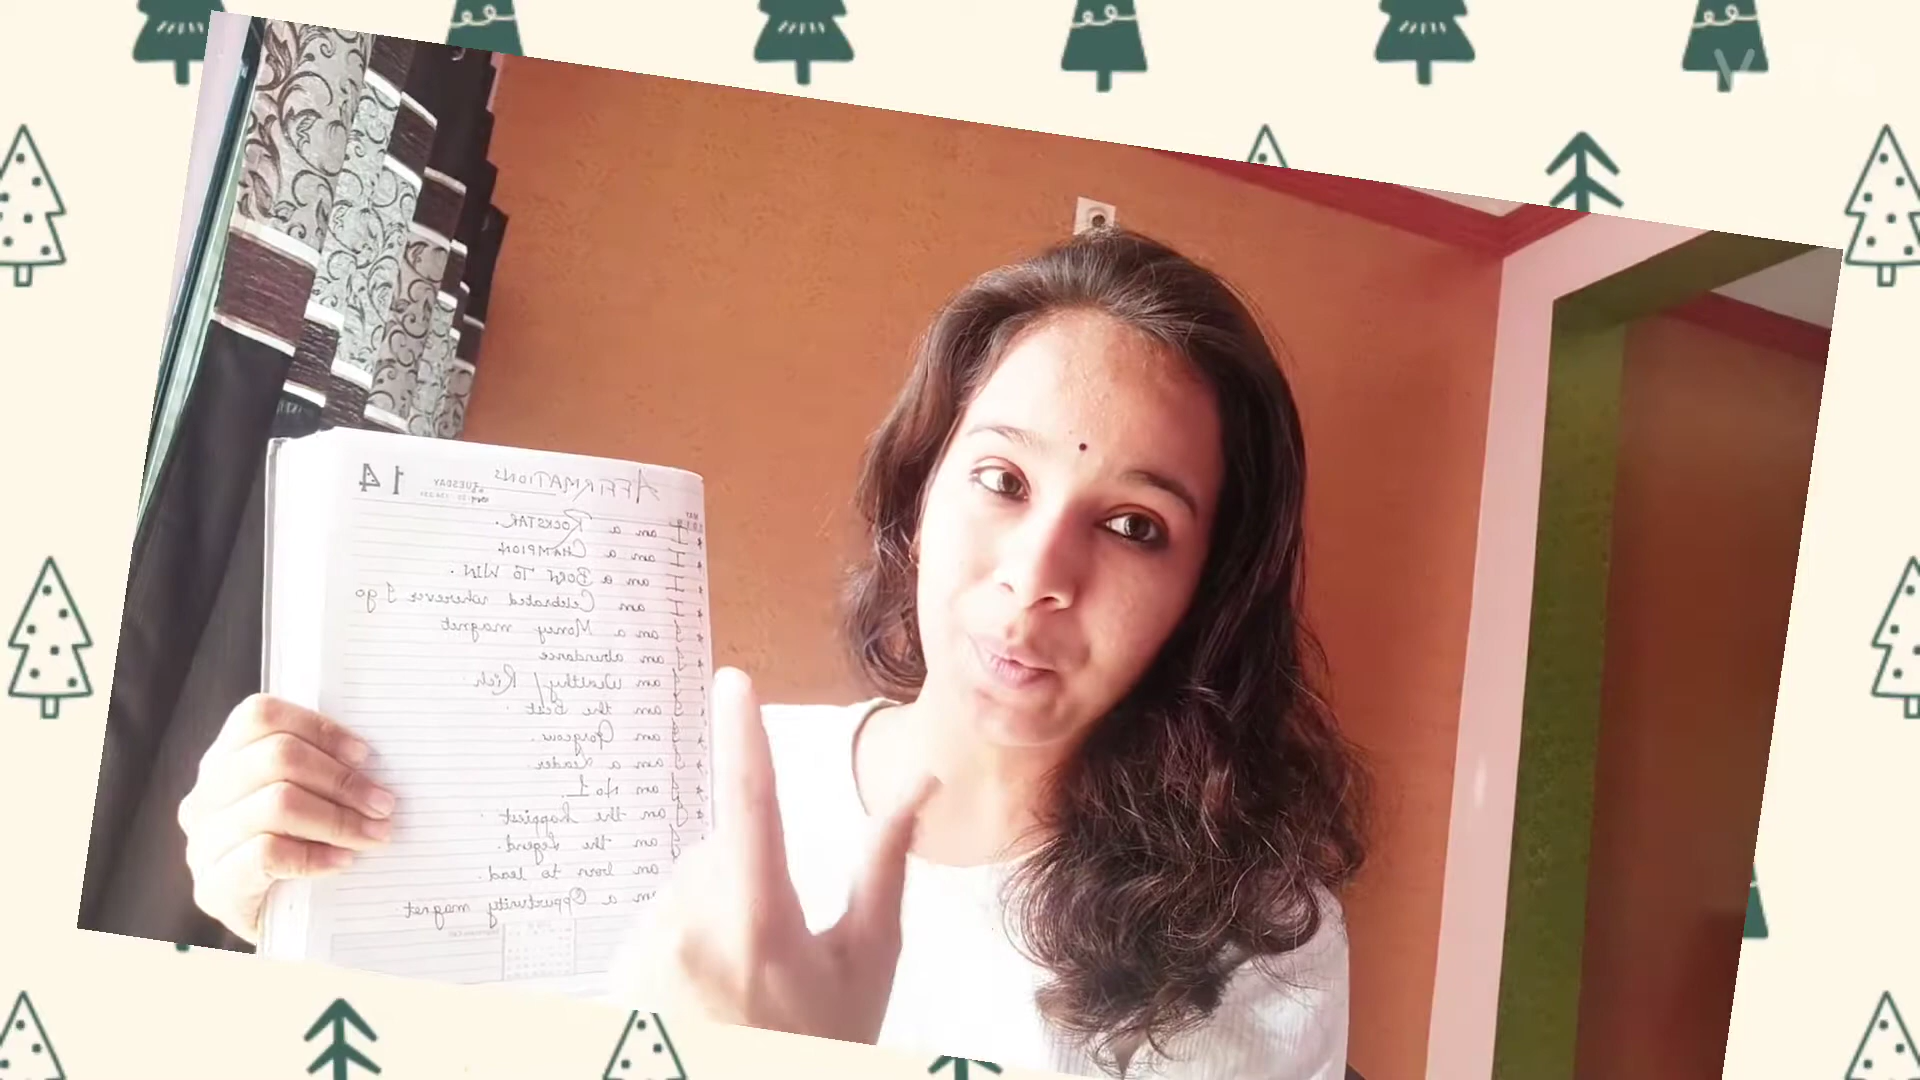 AFFIRMATIONS
TUESDAY 14
MAY
* I am a ROCKSTAR.
* I am a CHAMPION
* I am a BORN TO WIN.
* I am Celebrated wherever I go
* I am a Money magnet
* I am abundance
I am Wealthy / Rich.
I am the Best.
* I am Gorgeous.
* I am a Leader.
* I am No 1.
* I am the happiest.
I am the Legend.
am born to lead.
a Oppurtunity magnet